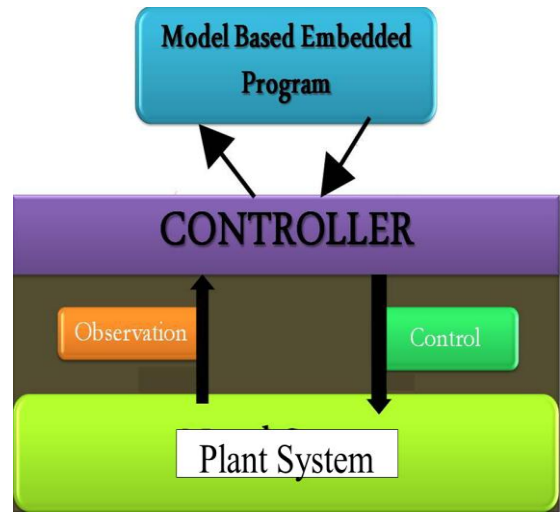 Model Based Embedded
Program
CONTROLLER
Observation
Control
Plant System